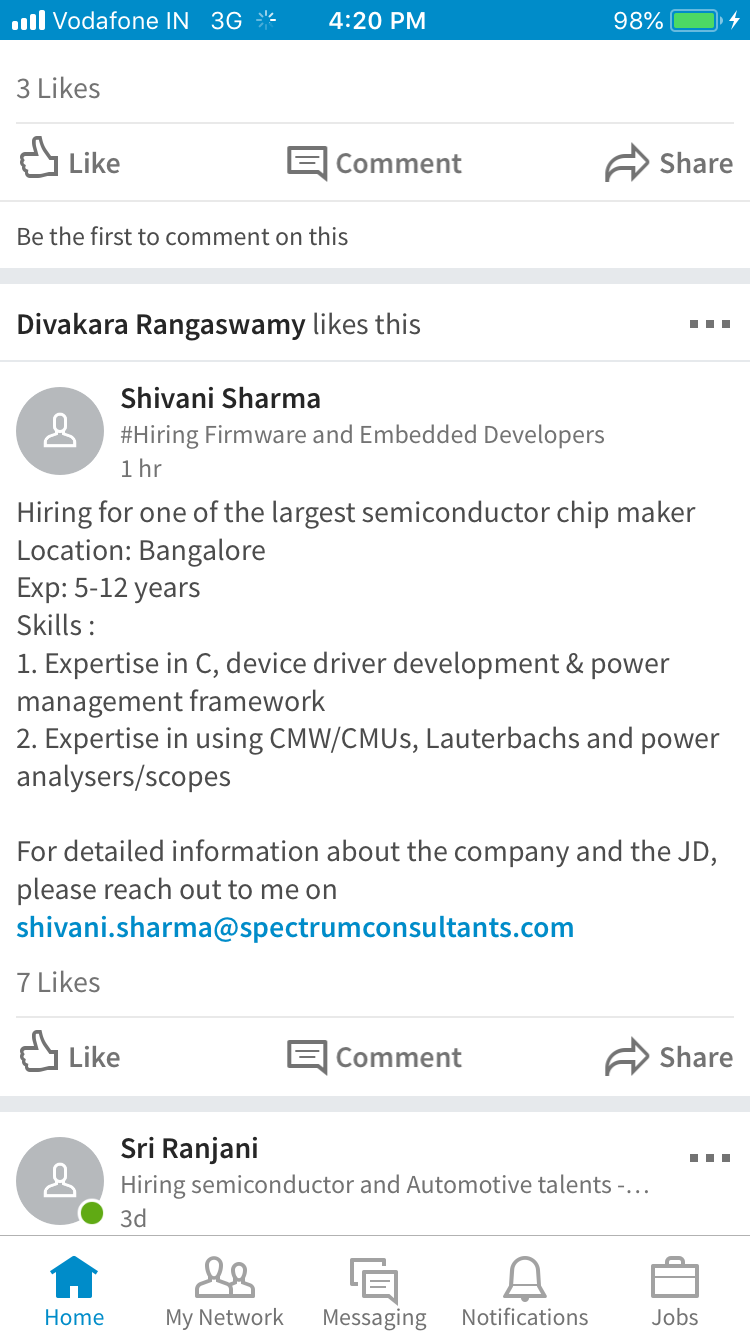 Vodafone IN 3G 4:20 PM 98%
3 Likes
Like Comment Share
Be the first to comment on this
Divakara Rangaswamy likes this
Shivani Sharma
#Hiring Firmware and Embedded Developers
1 hr
Hiring for one of the largest semiconductor chip maker
Location: Bangalore
Exp: 5-12 years
Skills :
1. Expertise in C, device driver development & power
management framework
2. Expertise in using CMW/CMUs, Lauterbachs and power
analysers/scopes
For detailed information about the company and the JD,
please reach out to me on
shivani.sharma@spectrumconsultants.com
7 Likes
Like Comment Share
Sri Ranjani
Hiring semiconductor and Automotive talents -...
3d
Home My Network Messaging Notifications Jobs